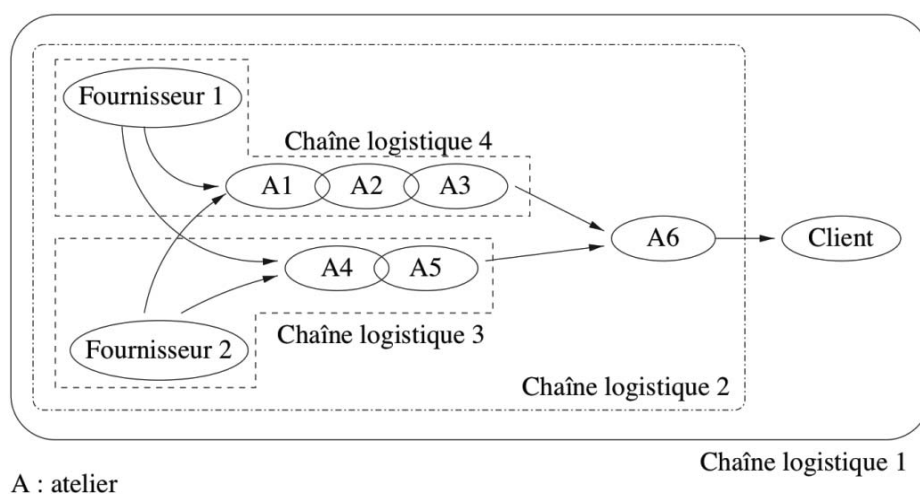 Fournisseur 1
Chaîne logistique 4
A1 A2 A3
A6 Client
A4 A5
Chaîne logistique 3
Fournisseur 2
Chaîne logistique 2
Chaîne logistique 1
A : atelier